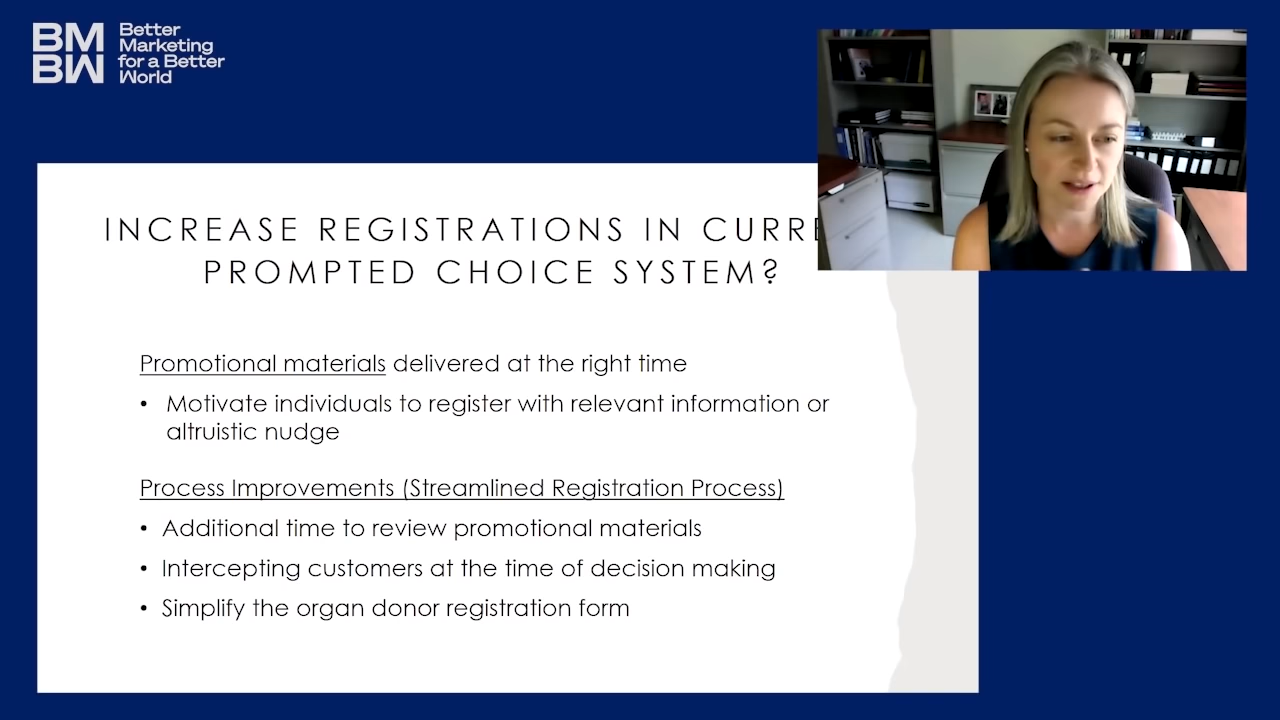 BM
BW
Better
Marketing
for a Better
World
INCREASE REGISTRATIONS IN CURRE
PROMPTED CHOICE SYSTEM?
Promotional materials delivered at the right time
• Motivate individuals to register with relevant information or
altruistic nudge
Process Improvements (Streamlined Registration Process)
• Additional time to review promotional materials
• Intercepting customers at the time of decision making
• Simplify the organ donor registration form